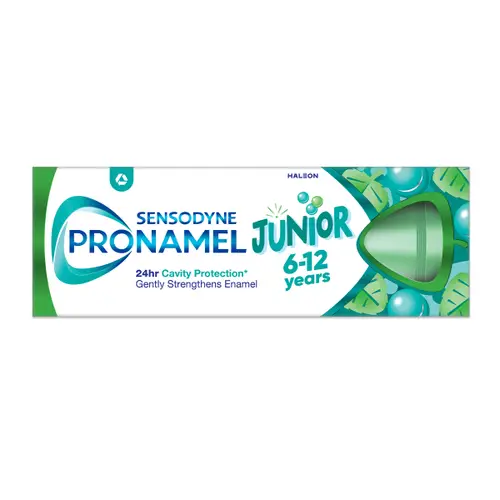 HALEON
SENSODYNE
PRONAMEL
JUNIOR
6-12
years
24hr Cavity Protection+
Gently Strengthens Enamel